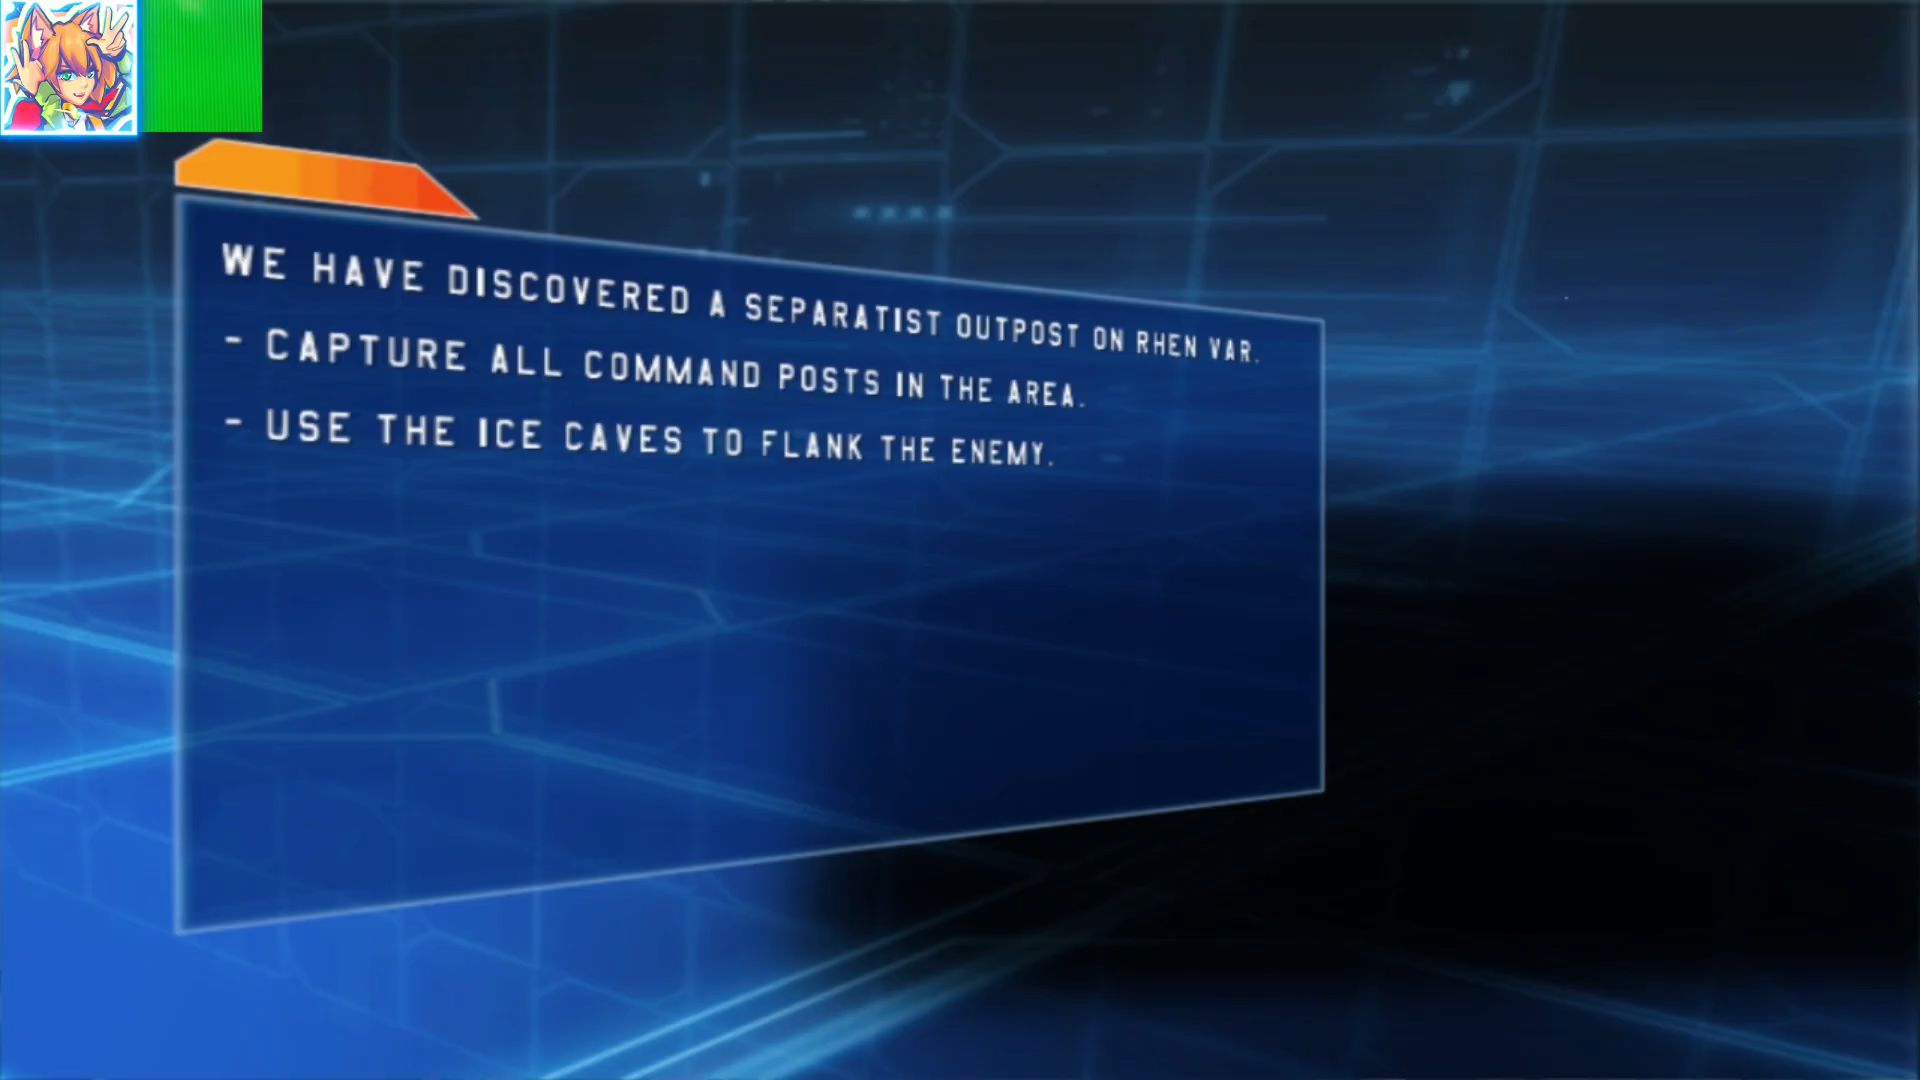 WE HAVE DISCOVERED A SEPARATIST OUTPOST ON RHEN VAR.
- CAPTURE ALL COMMAND POSTS IN THE AREA.
- USE THE ICE CAVES TO FLANK THE ENEMY.